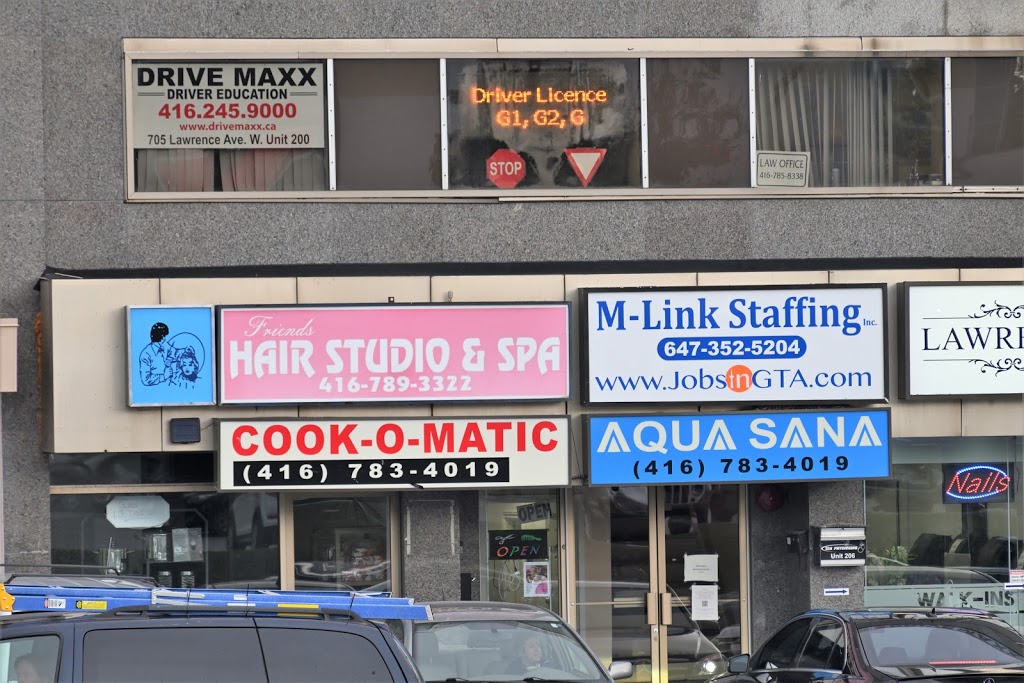 DRIVE MAXX
DRIVER EDUCATION
416.245.9000
www.drivemaxx.ca
705 Lawrence Ave. W. Unit 200
Driver Licence
G1, G2, G
STOP
LAW OFFICE
416-785-8338
Friends
HAIR STUDIO & SPA
416-789-3322
M-Link Staffing Inc.
647-352-5204
www.JobsinGTA.com
LAWRE
COOK-O-MATIC
(416) 783-4019
AQUA SANA
(416) 783-4019
Nails
OPEN
OPEN
Unit 206
WALK-INS